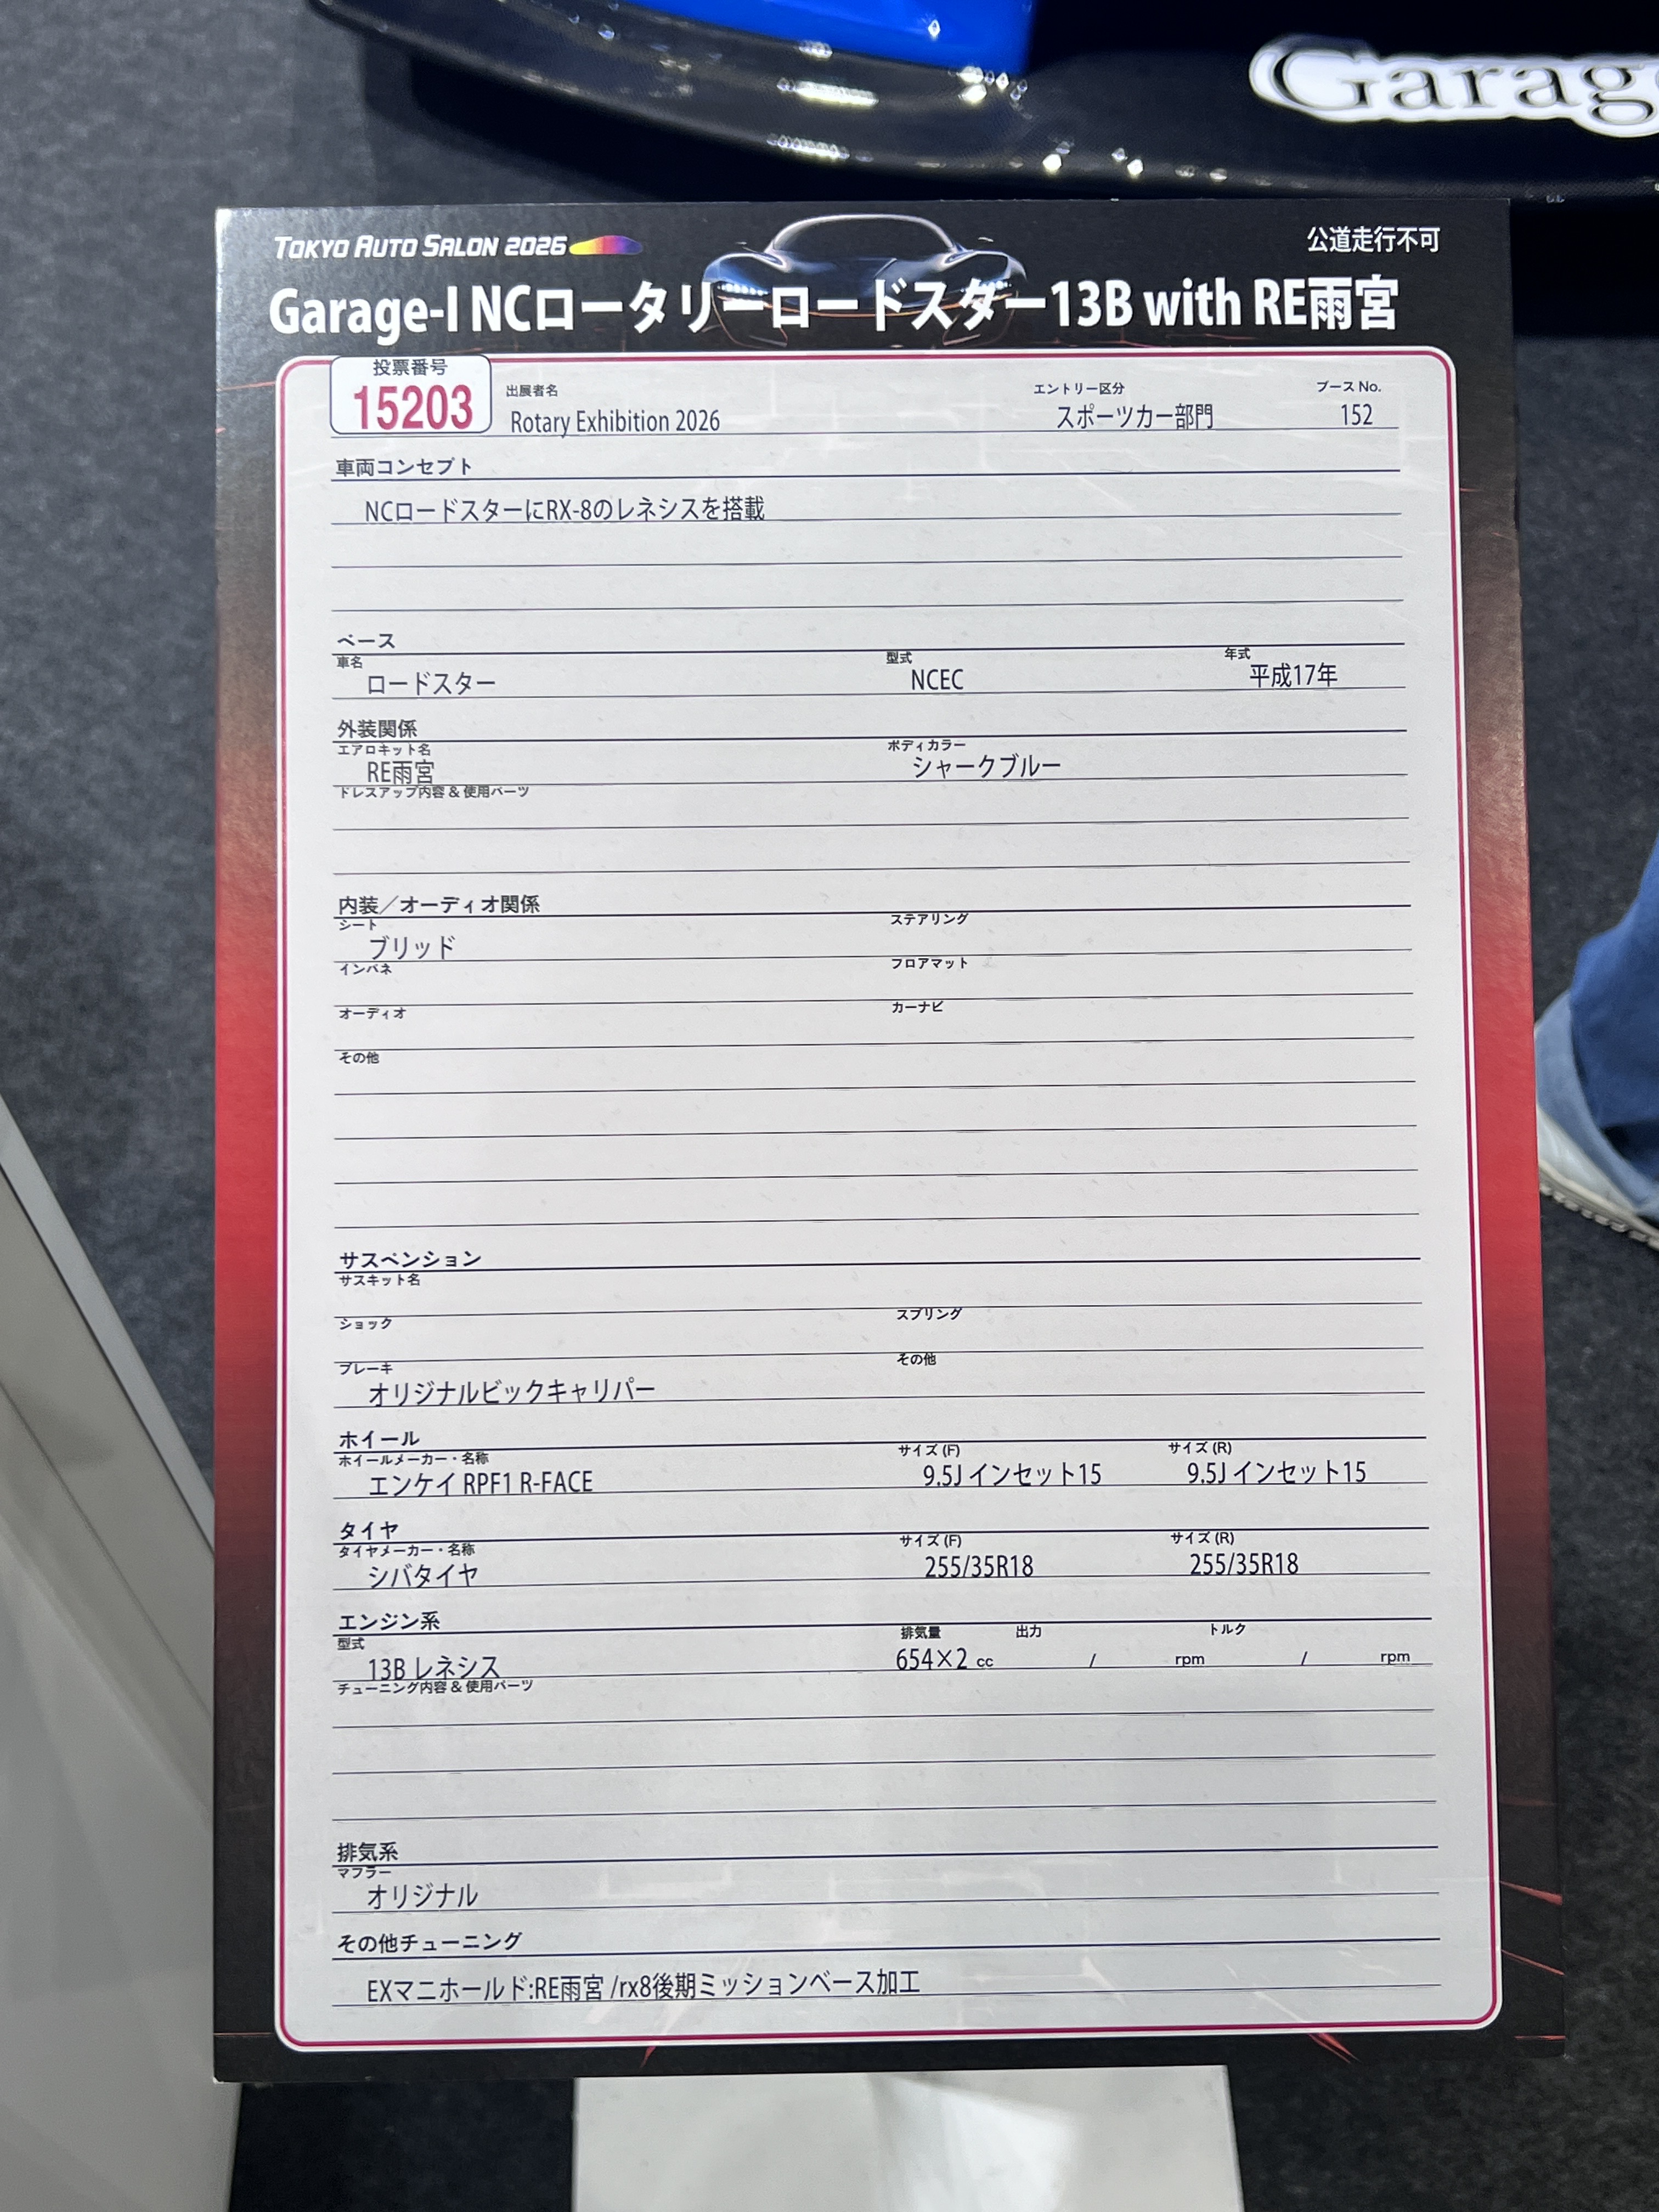 Garag
TOKYO AUTO SALON 2026
公道走行不可
Garage-I NCロータリーロードスター13B with RE雨宮
投票番号
15203
出展者名
Rotary Exhibition 2026
エントリー区分
スポーツカー部門
ブース No.
152
車両コンセプト
NCロードスターにRX-8のレネシスを搭載
ベース
車名
ロードスター
型式
NCEC
年式
平成17年
外装関係
エアロキット名
RE雨宮
ボディカラー
シャークブルー
ドレスアップ内容 & 使用パーツ
内装／オーディオ関係
シート
ブリッド
ステアリング
インパネ
フロアマット
オーディオ
カーナビ
その他
サスペンション
サスキット名
ショック
スプリング
ブレーキ
オリジナルビックキャリパー
その他
ホイール
ホイールメーカー・名称
エンケイ RPF1 R-FACE
サイズ (F)
9.5J インセット15
サイズ (R)
9.5J インセット15
タイヤ
タイヤメーカー・名称
シバタイヤ
サイズ (F)
255/35R18
サイズ (R)
255/35R18
エンジン系
型式
13B レネシス
排気量
654×2 cc
出力
/ rpm
トルク
/ rpm
チューニング内容 & 使用パーツ
排気系
マフラー
オリジナル
その他チューニング
EXマニホールド:RE雨宮 /rx8後期ミッションベース加工